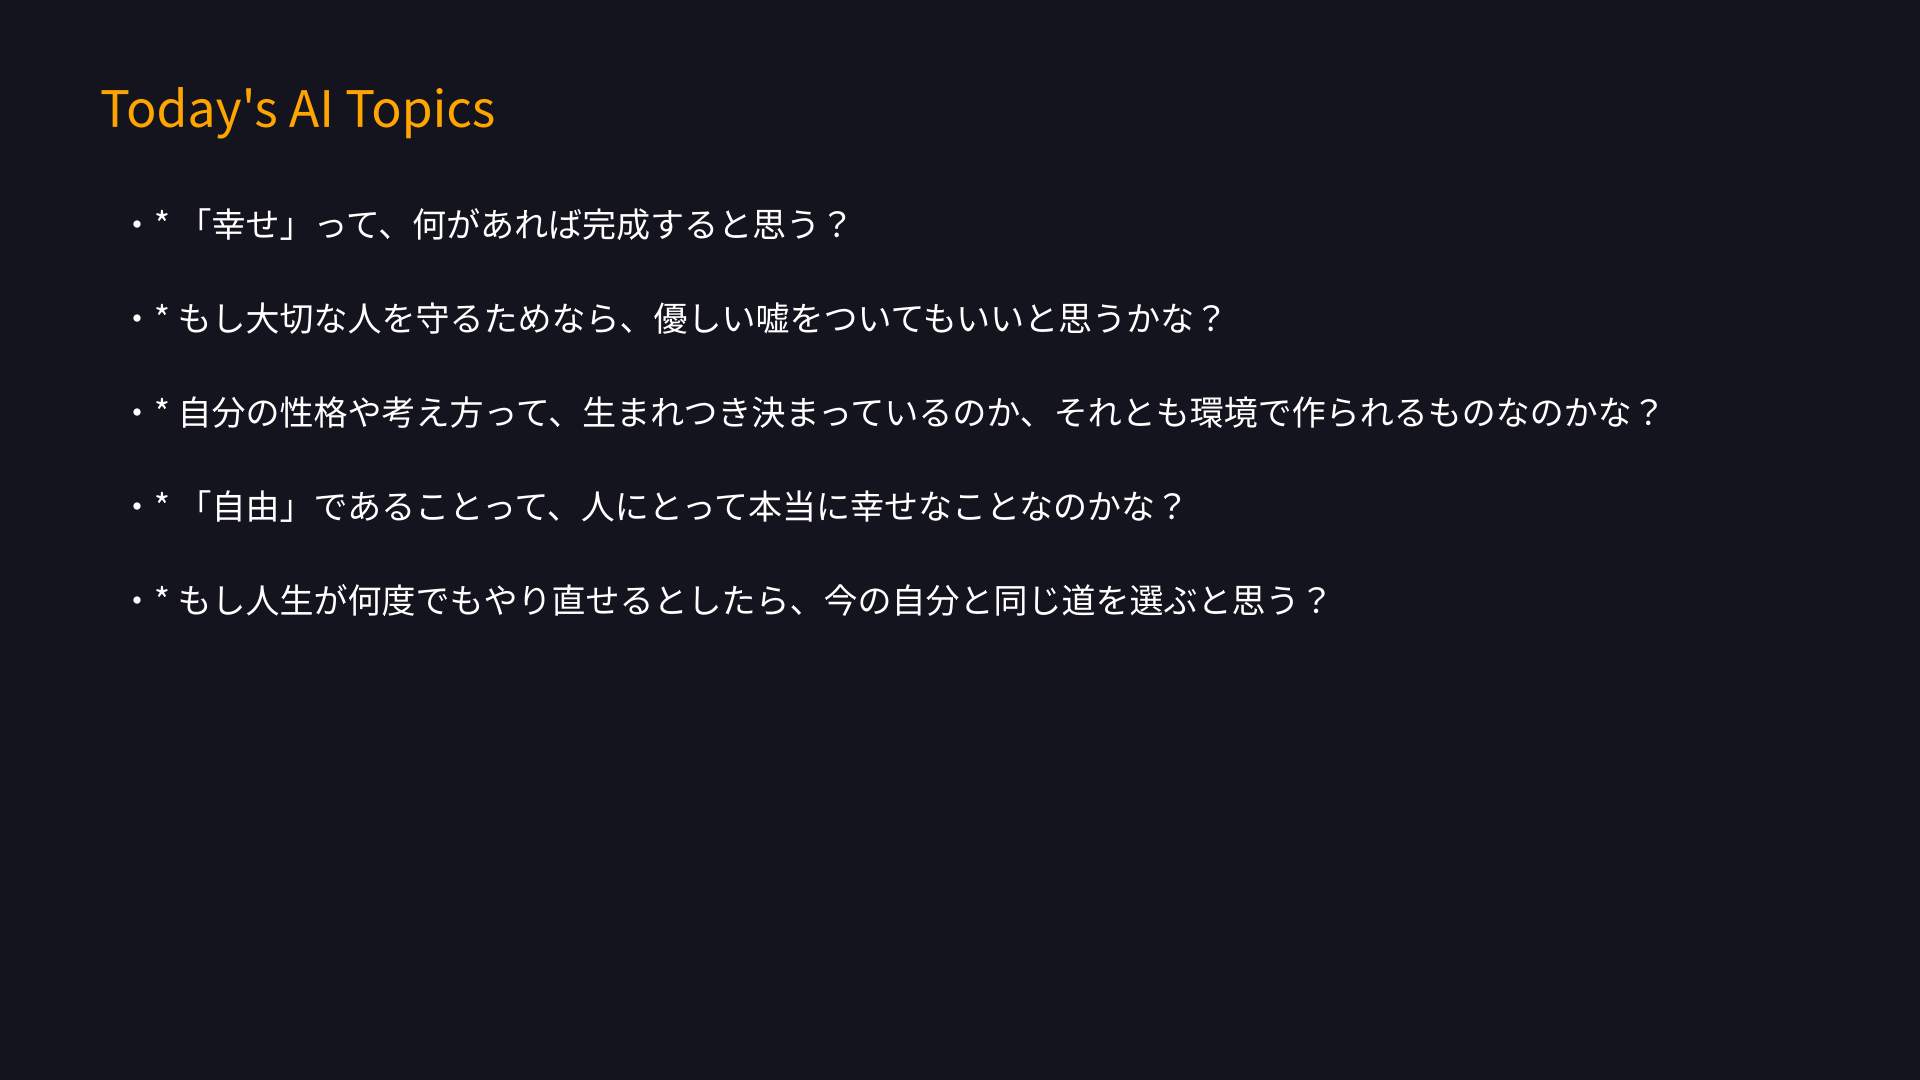 Today's AI Topics
・* 「幸せ」って、何があれば完成すると思う？
・* もし大切な人を守るためなら、優しい嘘をついてもいいと思うかな？
・* 自分の性格や考え方って、生まれつき決まっているのか、それとも環境で作られるものなのかな？
・* 「自由」であることって、人にとって本当に幸せなことなのかな？
・* もし人生が何度でもやり直せるとしたら、今の自分と同じ道を選ぶと思う？